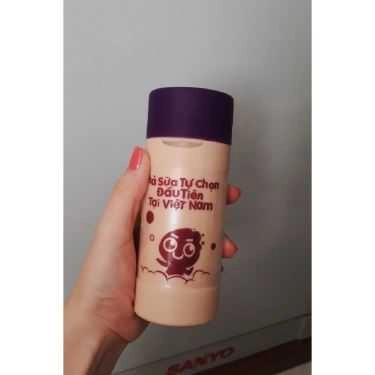 Sữa Tự Chọn
Đầu Tiên
Tại Việt Nam
SANYO